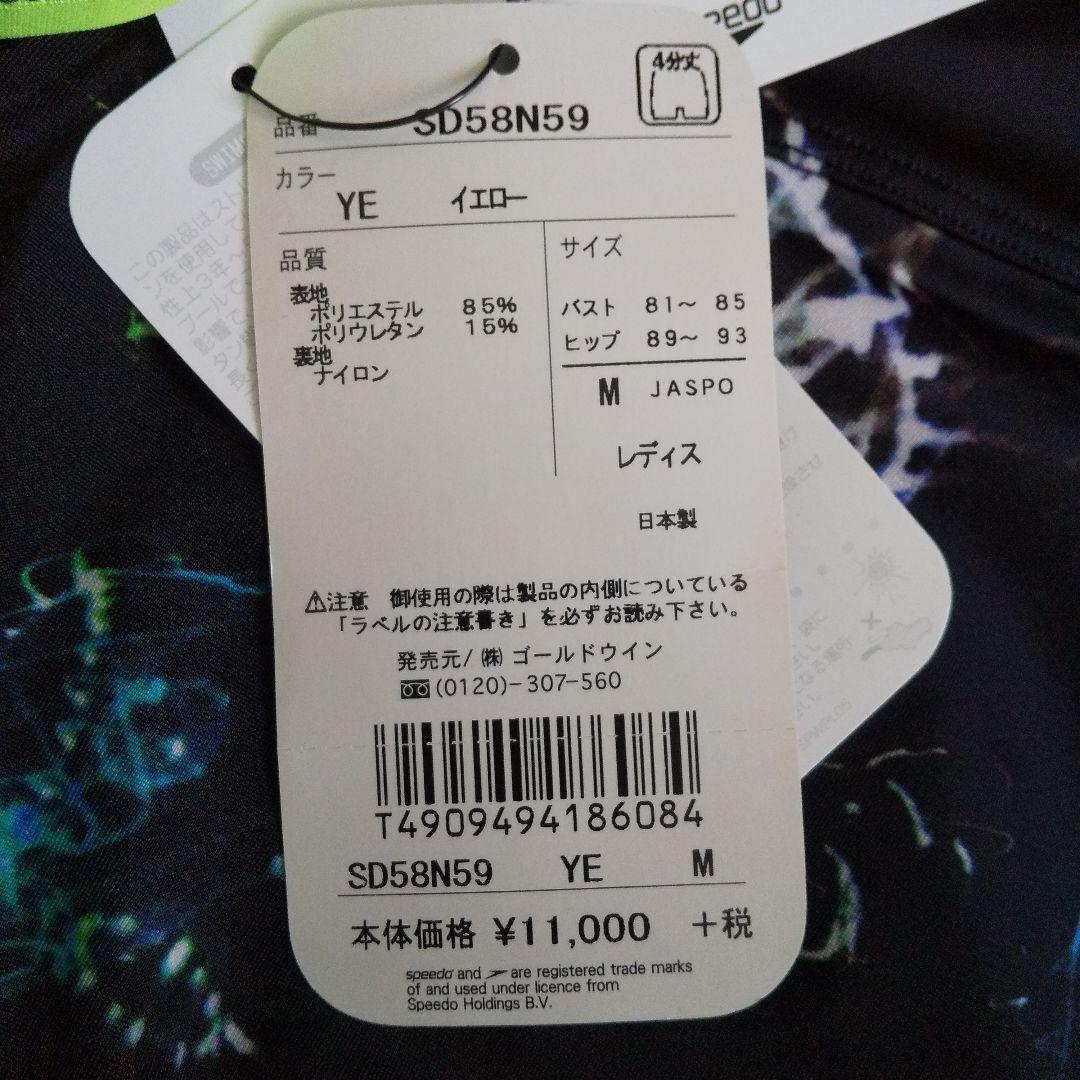 4分丈
品番 SD58N59
カラー
YE イエロー
品質
表地
ポリエステル 85%
ポリウレタン 15%
裏地
ナイロン
サイズ
バスト 81〜 85
ヒップ 89〜 93
M JASPO
レディス
日本製
⚠注意 御使用の際は製品の内側についている
「ラベルの注意書き」を必ずお読み下さい。
発売元/ ㈱ ゴールドウイン
(0120)-307-560
T4909494186084
SD58N59 YE M
本体価格 ¥11,000 +税
speedo and are registered trade marks
of and used under licence from
Speedo Holdings B.V.